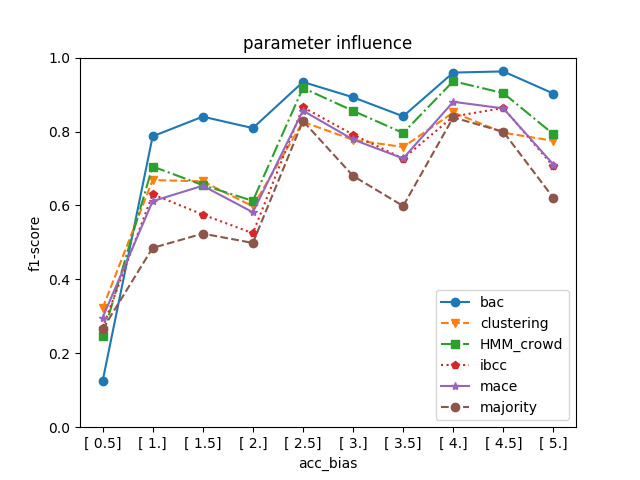 parameter influence
1.0
0.8
0.6
0.4
0.2
0.0
f1-score
bac
clustering
HMM_crowd
ibcc
mace
majority
[ 0.5] [ 1.] [ 1.5] [ 2.] [ 2.5] [ 3.] [ 3.5] [ 4.] [ 4.5] [ 5.]
acc_bias